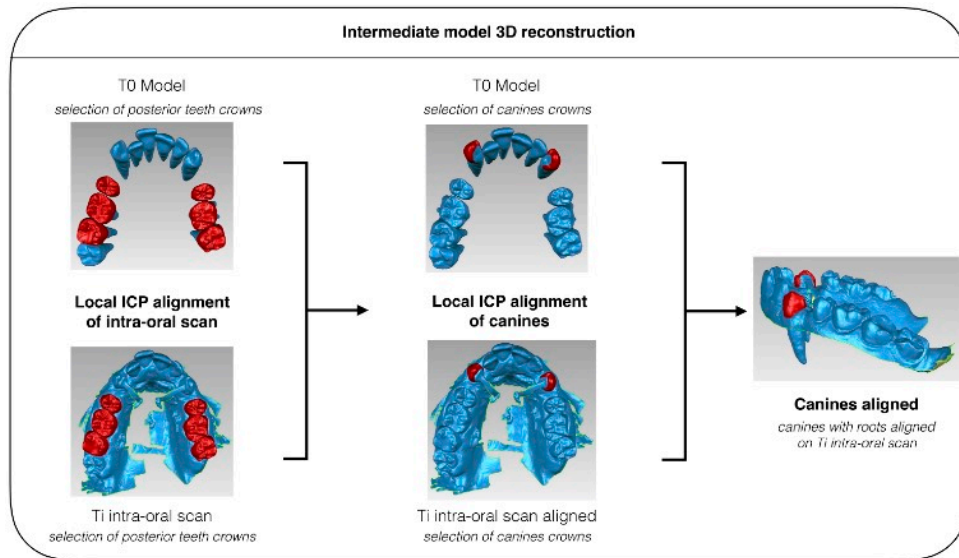 Intermediate model 3D reconstruction
T0 Model
selection of posteriior teeth crowns
Local ICP alignment
of intra-oral scan
Ti intra-oral scan
selection of posterior teeth crowns
T0 Model
selection of canines crowns
Local ICP alignment
of canines
Ti intra-oral scan aligned
selection of canines crowns
Canines aligned
canines with roots aligned
on Ti intra-oral scan